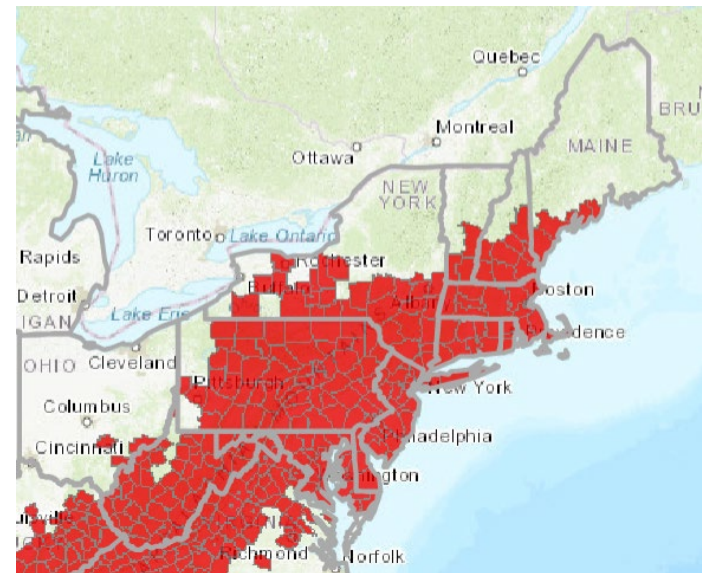 Quebec
BRU
Montreal
MAINE
Ottawa
Lake
Huron
NEW
YORK
Toronto
Lake Ontario
Rapids
Rochester
Detroit
Buffalo
Boston
IGAN
Lake Erie
OHIO
Cleveland
Pittsburgh
New York
Columbus
Philadelphia
Cincinnati
Richmond
Norfolk